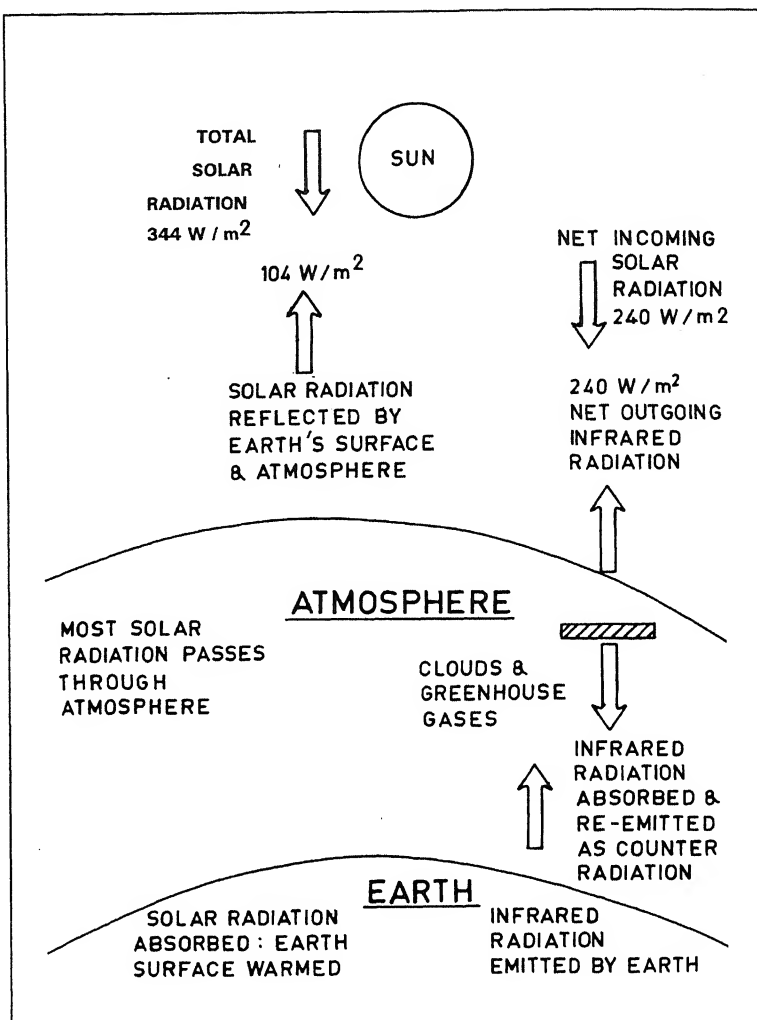 TOTAL
SOLAR
RADIATION
344 W/m²
SUN
104 W/m²
SOLAR RADIATION
REFLECTED BY
EARTH'S SURFACE
& ATMOSPHERE
NET INCOMING
SOLAR
RADIATION
240 W/m2
240 W/m²
NET OUTGOING
INFRARED
RADIATION
ATMOSPHERE
MOST SOLAR
RADIATION PASSES
THROUGH
ATMOSPHERE
CLOUDS &
GREENHOUSE
GASES
INFRARED
RADIATION
ABSORBED &
RE-EMITTED
AS COUNTER
RADIATION
EARTH
SOLAR RADIATION
ABSORBED : EARTH
SURFACE WARMED
INFRARED
RADIATION
EMITTED BY EARTH